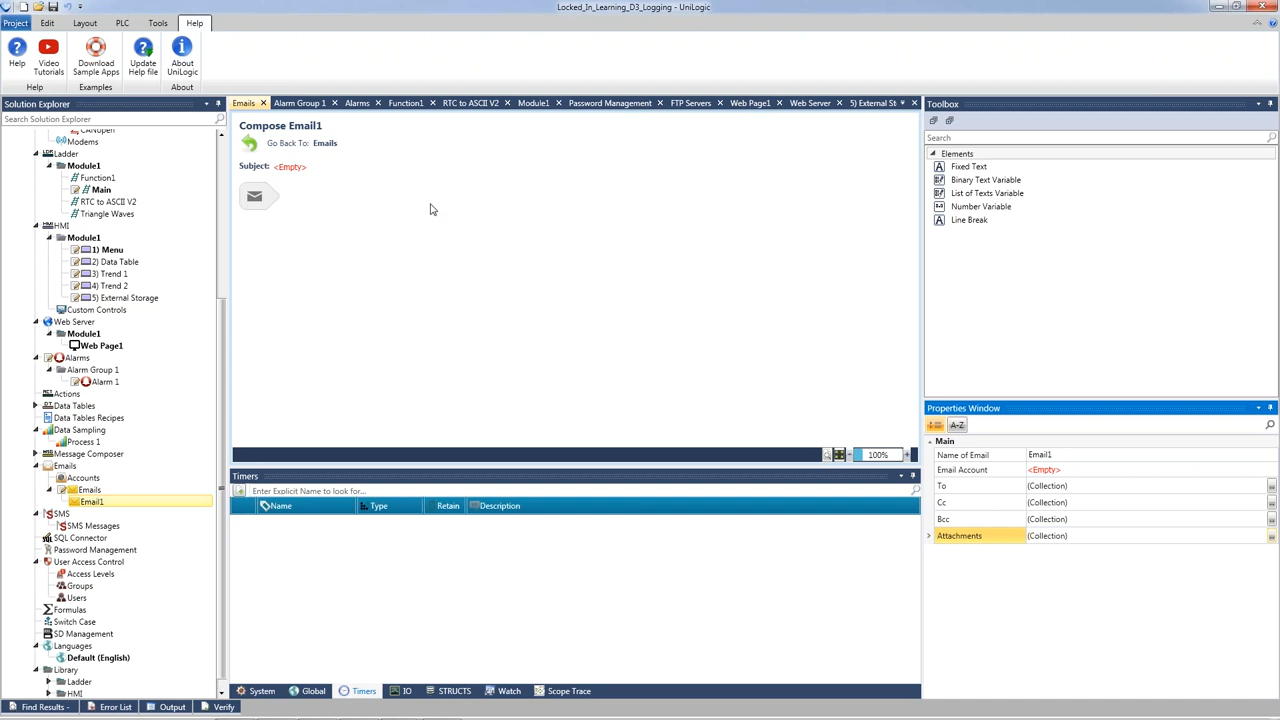 Locked_In_Learning_D3_Logging - UniLogic
Project Edit Layout PLC Tools Help
Help Video Tutorials Download Sample Apps Update Help file About UniLogic
Help Examples About
Solution Explorer
Search Solution Explorer
CANopen
Modems
Ladder
Module1
Function1
Main
RTC to ASCII V2
Triangle Waves
HMI
Module1
1) Menu
2) Data Table
3) Trend 1
4) Trend 2
5) External Storage
Custom Controls
Web Server
Module1
Web Page1
Alarms
Alarm Group 1
Alarm 1
Actions
Data Tables
Data Tables Recipes
Data Sampling
Process 1
Message Composer
Emails
Accounts
Emails
Email1
SMS
SMS Messages
SQL Connector
Password Management
User Access Control
Access Levels
Groups
Users
Formulas
Switch Case
SD Management
Languages
Default (English)
Library
Ladder
HMI
Emails Alarm Group 1 Alarms Function1 RTC to ASCII V2 Module1 Password Management FTP Servers Web Page1 Web Server 5) External St
Compose Email1
Go Back To: Emails
Subject: <Empty>
100%
Timers
Enter Explicit Name to look for...
Name Type Retain Description
System Global Timers IO STRUCTS Watch Scope Trace
Toolbox
Search
Elements
Fixed Text
Binary Text Variable
List of Texts Variable
Number Variable
Line Break
Properties Window
A-Z
Main
Name of Email Email1
Email Account <Empty>
To (Collection)
Cc (Collection)
Bcc (Collection)
Attachments (Collection)
Find Results - Error List Output Verify